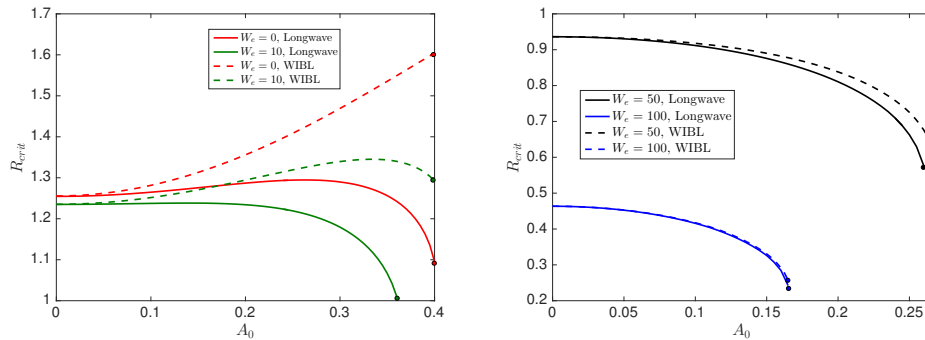 1.7
1.6
1.5
1.4
1.3
1.2
1.1
1
R_crit
0
0.1
0.2
0.3
0.4
A_0
W_e = 0, Longwave
W_e = 10, Longwave
W_e = 0, WIBL
W_e = 10, WIBL
1
0.9
0.8
0.7
0.6
0.5
0.4
0.3
0.2
R_crit
0
0.05
0.1
0.15
0.2
0.25
A_0
W_e = 50, Longwave
W_e = 100, Longwave
W_e = 50, WIBL
W_e = 100, WIBL